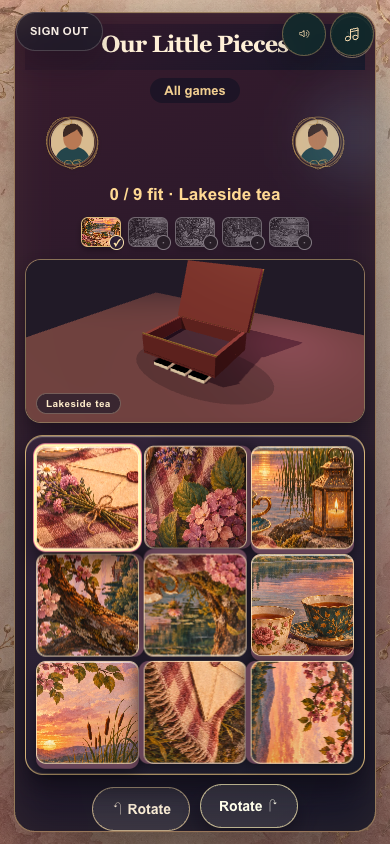 SIGN OUT
Our Little Pieces
All games
0 / 9 fit · Lakeside tea
Lakeside tea
Rotate
Rotate